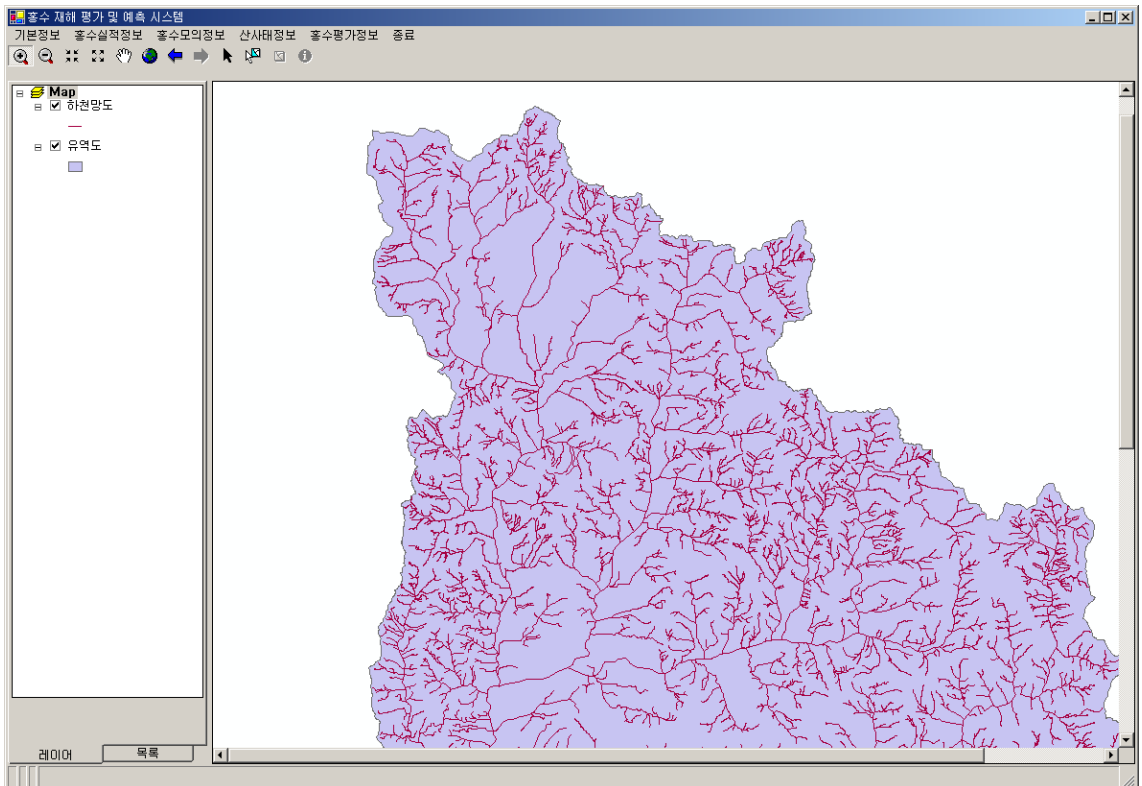 홍수 재해 평가 및 예측 시스템
기본정보 홍수실적정보 홍수모의정보 산사태정보 홍수평가정보 종료
Map
하천망도
유역도
레이어 목록